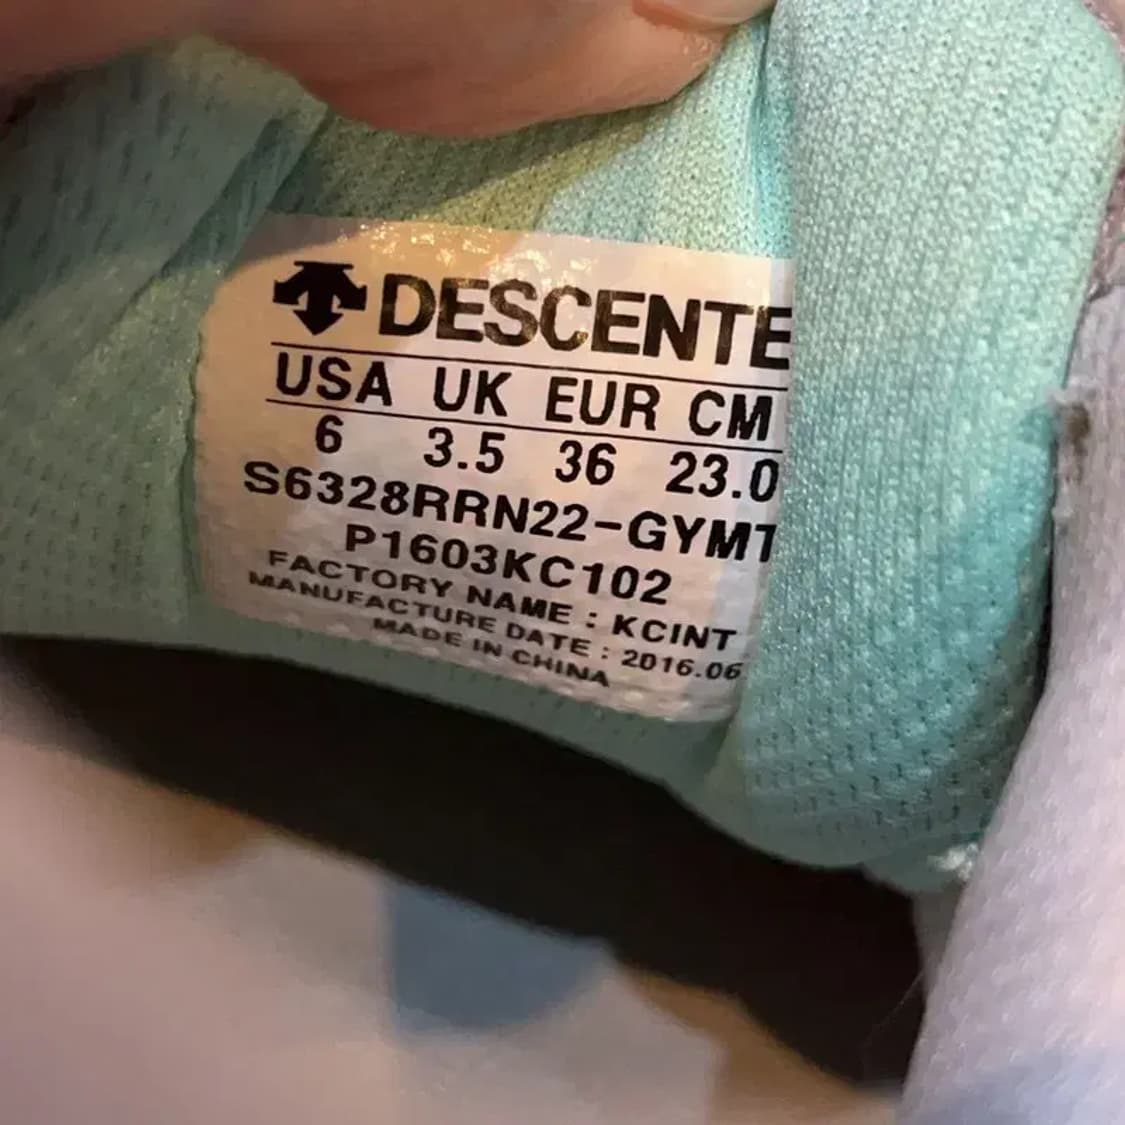 DESCENTE
USA UK EUR CM
6 3.5 36 23.0
S6328RRN22-GYMT
P1603KC102
FACTORY NAME : KCINT
MANUFACTURE DATE : 2016.06
MADE IN CHINA